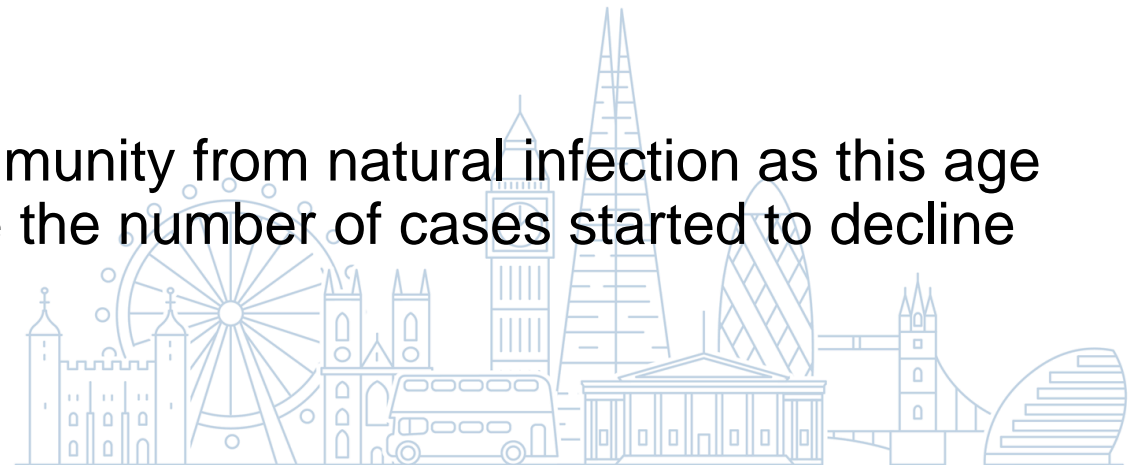 munity from natural infection as this age
the number of cases started to decline